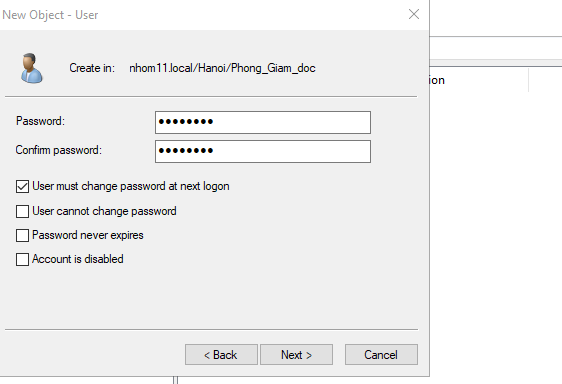 New Object - User
Create in: nhom11.local/Hanoi/Phong_Giam_doc
Password: ●●●●●●●●
Confirm password: ●●●●●●●●
User must change password at next logon
User cannot change password
Password never expires
Account is disabled
< Back Next > Cancel
ion